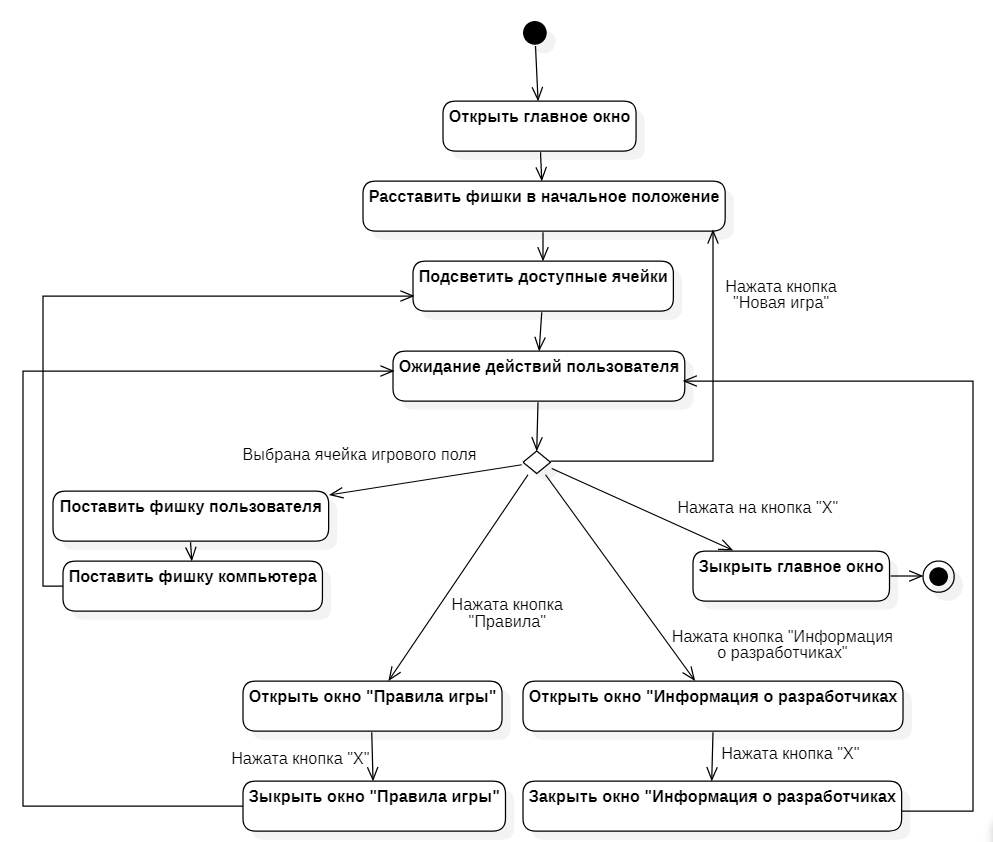 Открыть главное окно
Расставить фишки в начальное положение
Подсветить доступные ячейки
Нажата кнопка
"Новая игра"
Ожидание действий пользователя
Выбрана ячейка игрового поля
Поставить фишку пользователя
Нажата на кнопка "X"
Поставить фишку компьютера
Зыкрыть главное окно
Нажата кнопка
"Правила"
Нажата кнопка "Информация
о разработчиках"
Открыть окно "Правила игры"
Открыть окно "Информация о разработчиках
Нажата кнопка "X"
Нажата кнопка "X"
Зыкрыть окно "Правила игры"
Закрыть окно "Информация о разработчиках